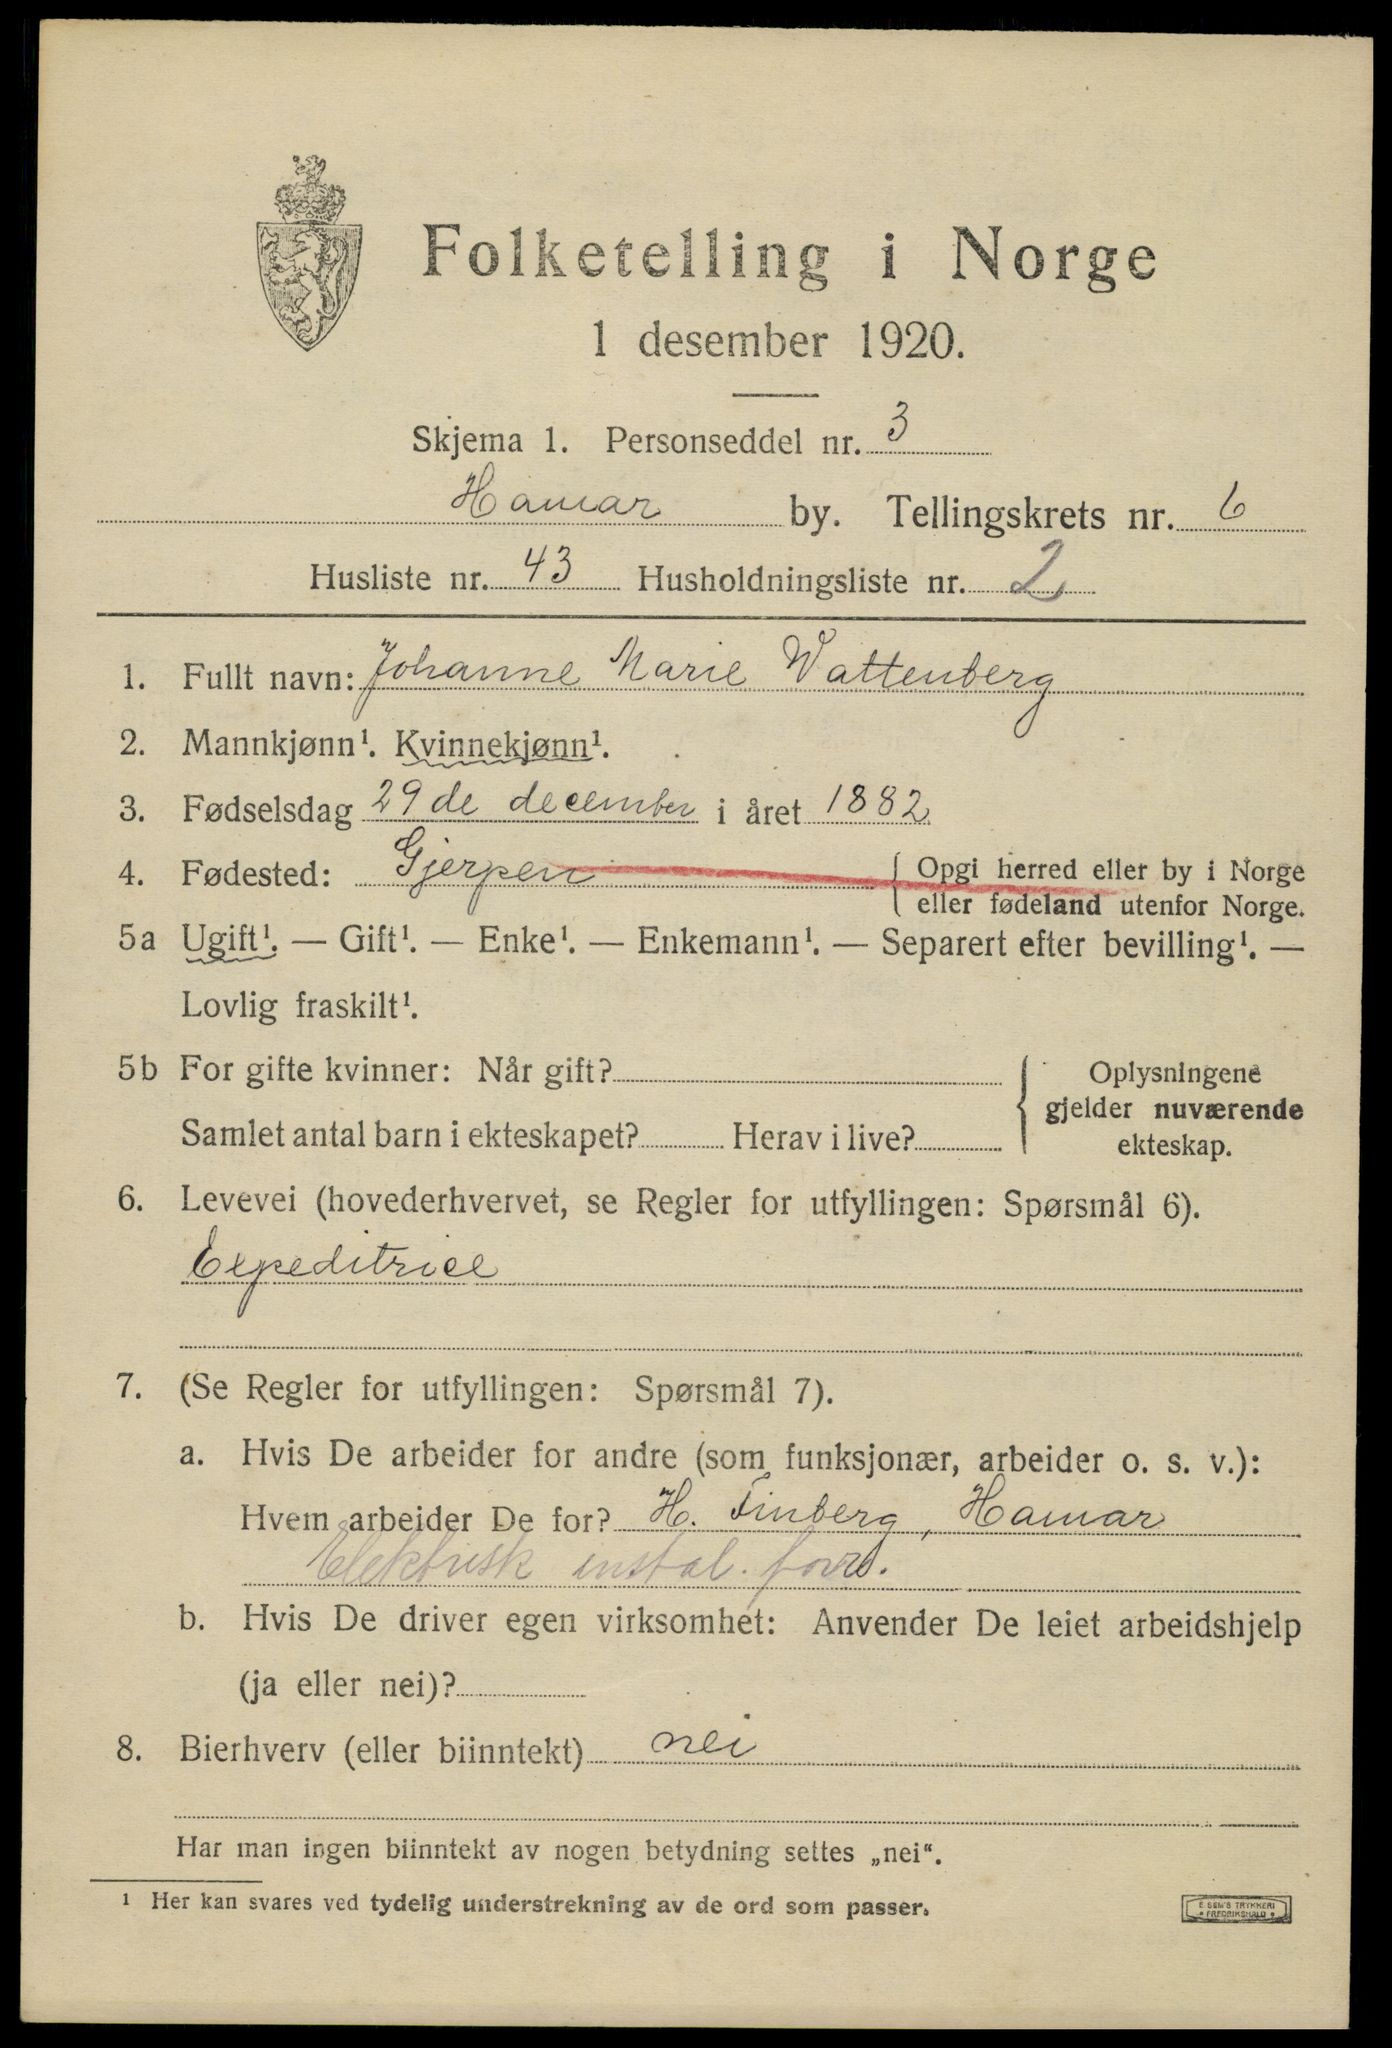 Folketelling i Norge
1 desember 1920.
Skjema 1. Personseddel nr. 3
Hamar by. Tellingskrets nr. 6
Husliste nr. 43 Husholdningsliste nr. 2
1. Fullt navn: Johanne Marie Wattenberg
2. Mannkjønn¹. Kvinnekjønn¹.
3. Fødselsdag 29de december i året 1882
4. Fødested: Gjerpen { Opgi herred eller by i Norge
eller fødeland utenfor Norge.
5a Ugift¹. — Gift¹. — Enke¹. — Enkemann¹. — Separert efter bevilling¹. —
Lovlig fraskilt¹.
5b For gifte kvinner: Når gift?
Samlet antal barn i ekteskapet? Herav i live?
Oplysningene
gjelder nuværende
ekteskap.
6. Levevei (hovederhvervet, se Regler for utfyllingen: Spørsmål 6).
Expeditrice
7. (Se Regler for utfyllingen: Spørsmål 7).
a. Hvis De arbeider for andre (som funksjonær, arbeider o. s. v.):
Hvem arbeider De for? H. Finberg, Hamar
Elektrisk instal. forr.
b. Hvis De driver egen virksomhet: Anvender De leiet arbeidshjelp
(ja eller nei)?
8. Bierhverv (eller biinntekt) nei
Har man ingen biinntekt av nogen betydning settes „nei“.
¹ Her kan svares ved tydelig understrekning av de ord som passer.
E SEM'S TRYKKERI
FREDRIKSHALD